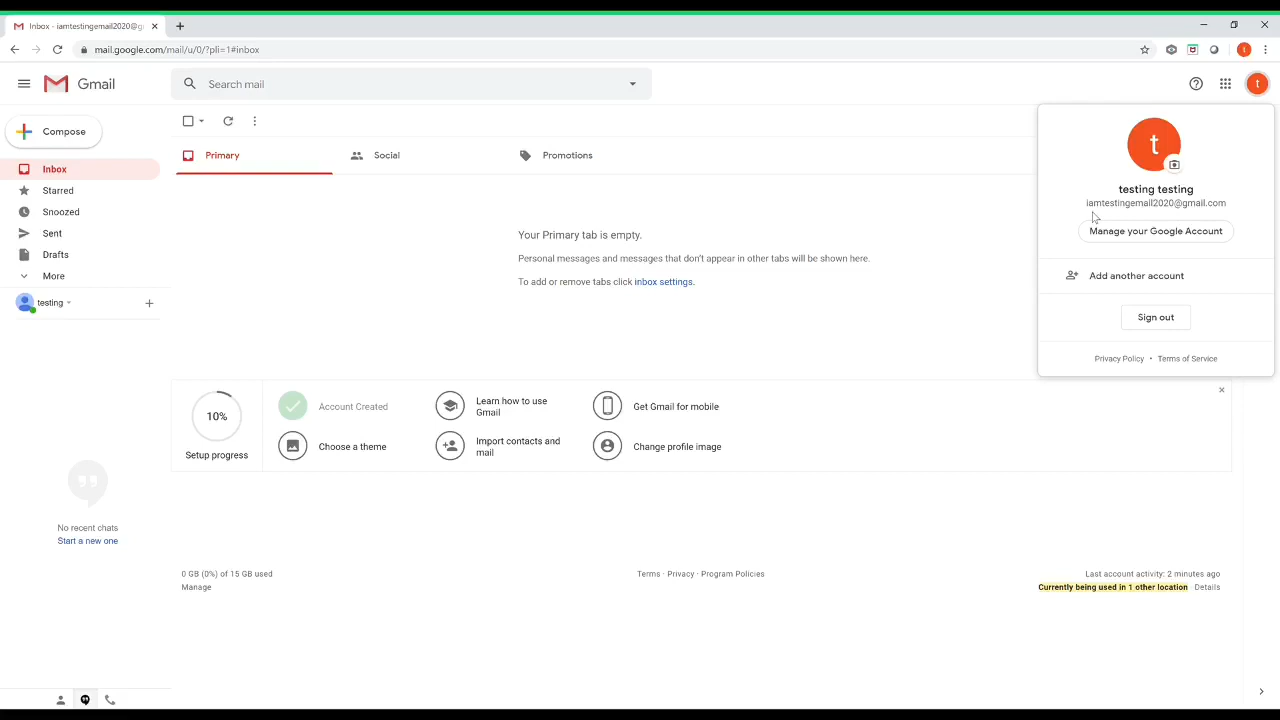 Inbox - iamtestingemail2020@g
mail.google.com/mail/u/0/?pli=1#inbox
Gmail
Search mail
Compose
Inbox
Starred
Snoozed
Sent
Drafts
More
testing
No recent chats
Start a new one
Primary
Social
Promotions
Your Primary tab is empty.
Personal messages and messages that don't appear in other tabs will be shown here.
To add or remove tabs click inbox settings.
t
t
t
testing testing
iamtestingemail2020@gmail.com
Manage your Google Account
Add another account
Sign out
Privacy Policy • Terms of Service
10%
Setup progress
Account Created
Learn how to use
Gmail
Get Gmail for mobile
Choose a theme
Import contacts and
mail
Change profile image
0 GB (0%) of 15 GB used
Manage
Terms · Privacy · Program Policies
Last account activity: 2 minutes ago
Currently being used in 1 other location · Details